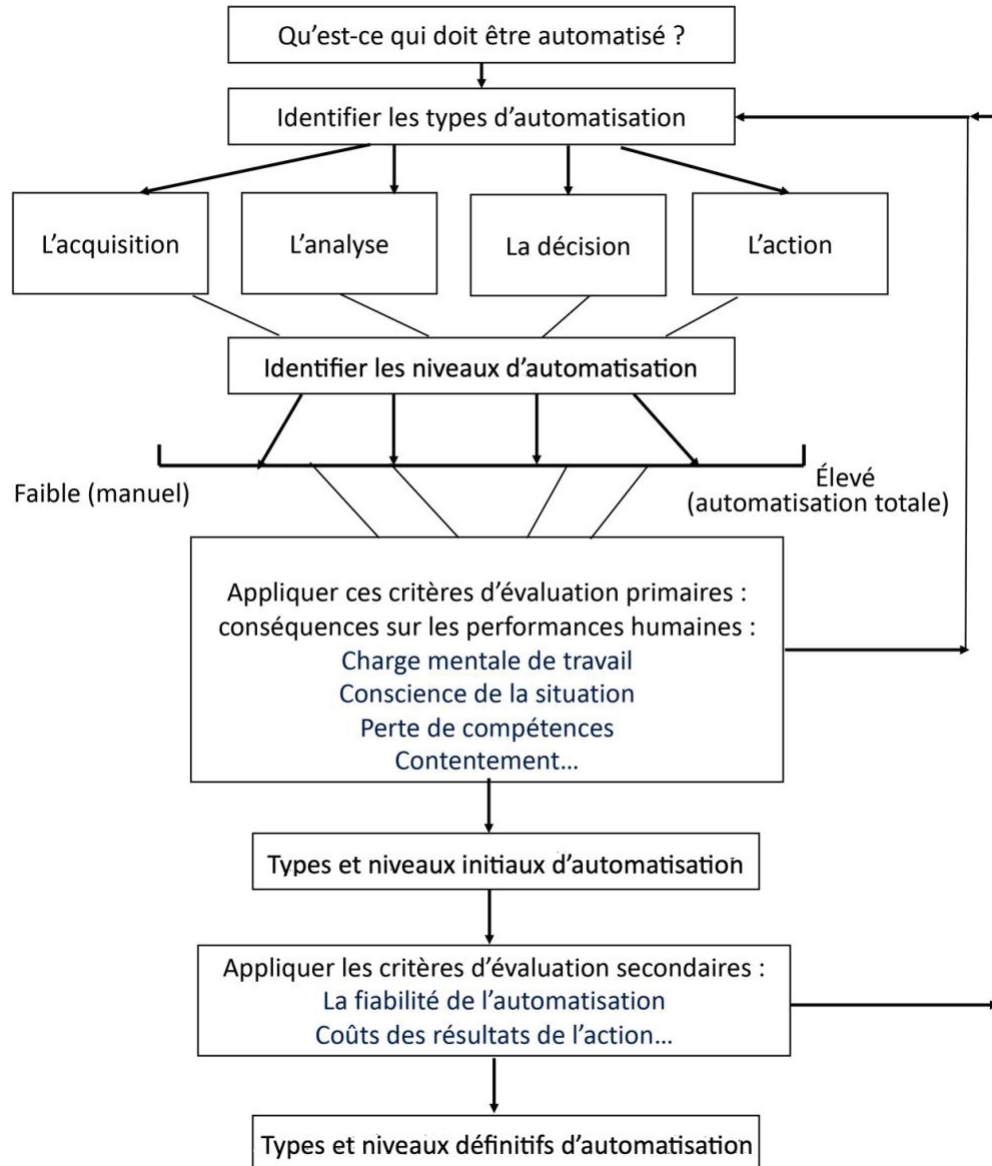 Qu’est-ce qui doit être automatisé ?
Identifier les types d’automatisation
L’acquisition
L’analyse
La décision
L’action
Identifier les niveaux d’automatisation
Faible (manuel)
Élevé
(automatisation totale)
Appliquer ces critères d’évaluation primaires :
conséquences sur les performances humaines :
Charge mentale de travail
Conscience de la situation
Perte de compétences
Contentement…
Types et niveaux initiaux d’automatisation
Appliquer les critères d’évaluation secondaires :
La fiabilité de l’automatisation
Coûts des résultats de l’action…
Types et niveaux définitifs d’automatisation